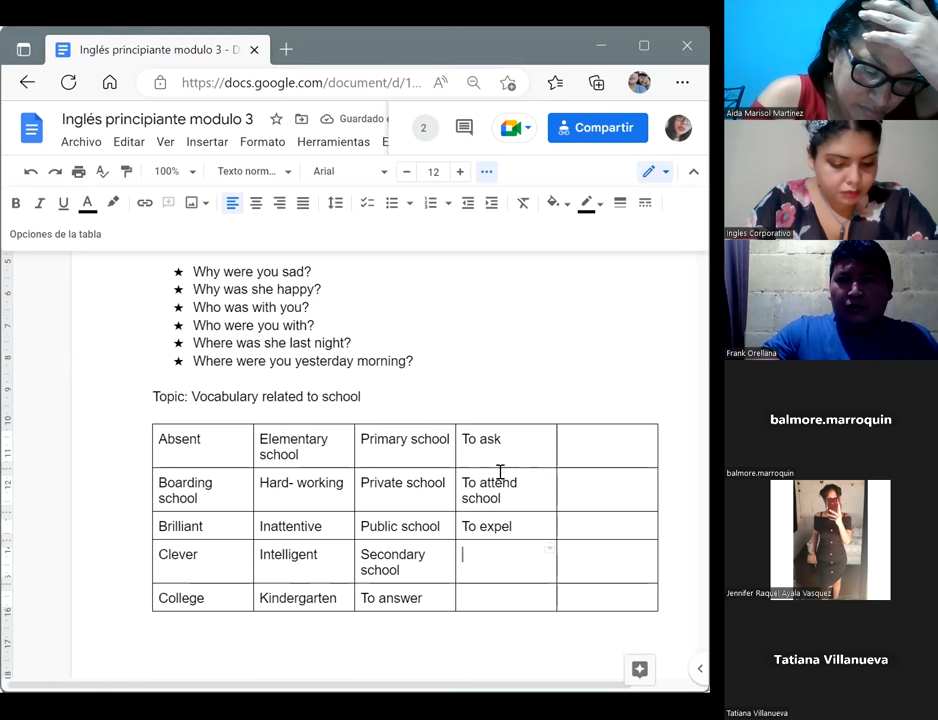 Inglés principiante modulo 3 - D
https://docs.google.com/document/d/1...
Inglés principiante modulo 3
Guardado e
2
Compartir
Archivo Editar Ver Insertar Formato Herramientas E
100% Texto norm... Arial 12
Opciones de la tabla
Why were you sad?
Why was she happy?
Who was with you?
Who were you with?
Where was she last night?
Where were you yesterday morning?
Topic: Vocabulary related to school
Absent
Elementary
school
Primary school
To ask
Boarding
school
Hard- working
Private school
To attend
school
Brilliant
Inattentive
Public school
To expel
Clever
Intelligent
Secondary
school
College
Kindergarten
To answer
Aida Marisol Martinez
Ingles Corporativo
Frank Orellana
balmore.marroquin
balmore.marroquin
Jennifer Raquel Ayala Vasquez
Tatiana Villanueva
Tatiana Villanueva